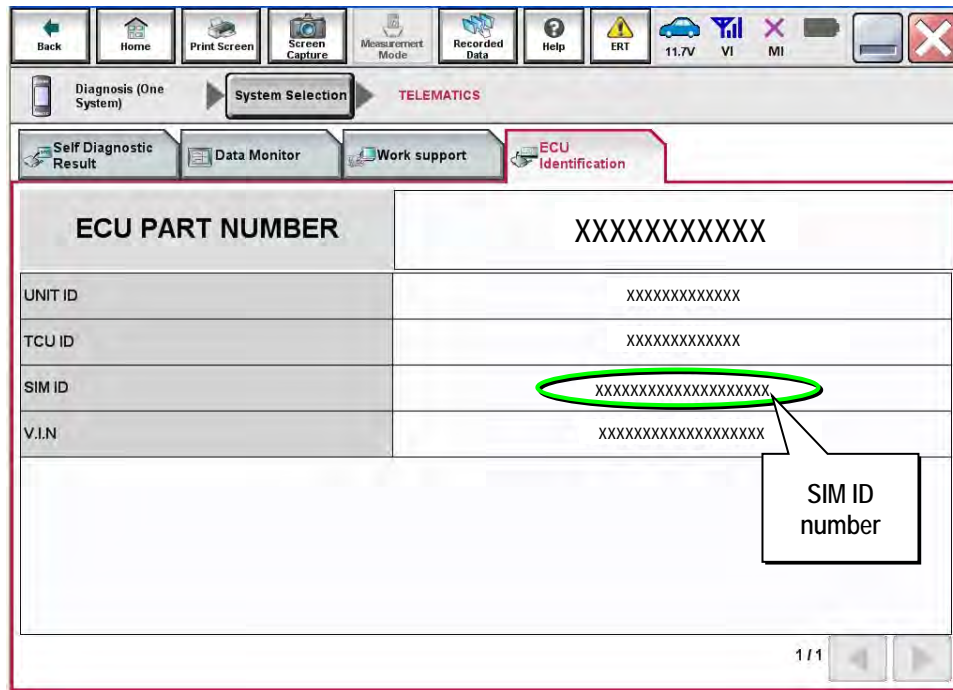 Back
Home
Print Screen
Screen
Capture
Measurement
Mode
Recorded
Data
Help
ERT
11.7V
VI
MI
Diagnosis (One
System)
System Selection
TELEMATICS
Self Diagnostic
Result
Data Monitor
Work support
ECU
Identification
ECU PART NUMBER
XXXXXXXXXXX
UNIT ID
XXXXXXXXXXXXX
TCU ID
XXXXXXXXXXXXX
SIM ID
XXXXXXXXXXXXXXXXXXXX
V.I.N
XXXXXXXXXXXXXXXXXXX
SIM ID
number
1/1